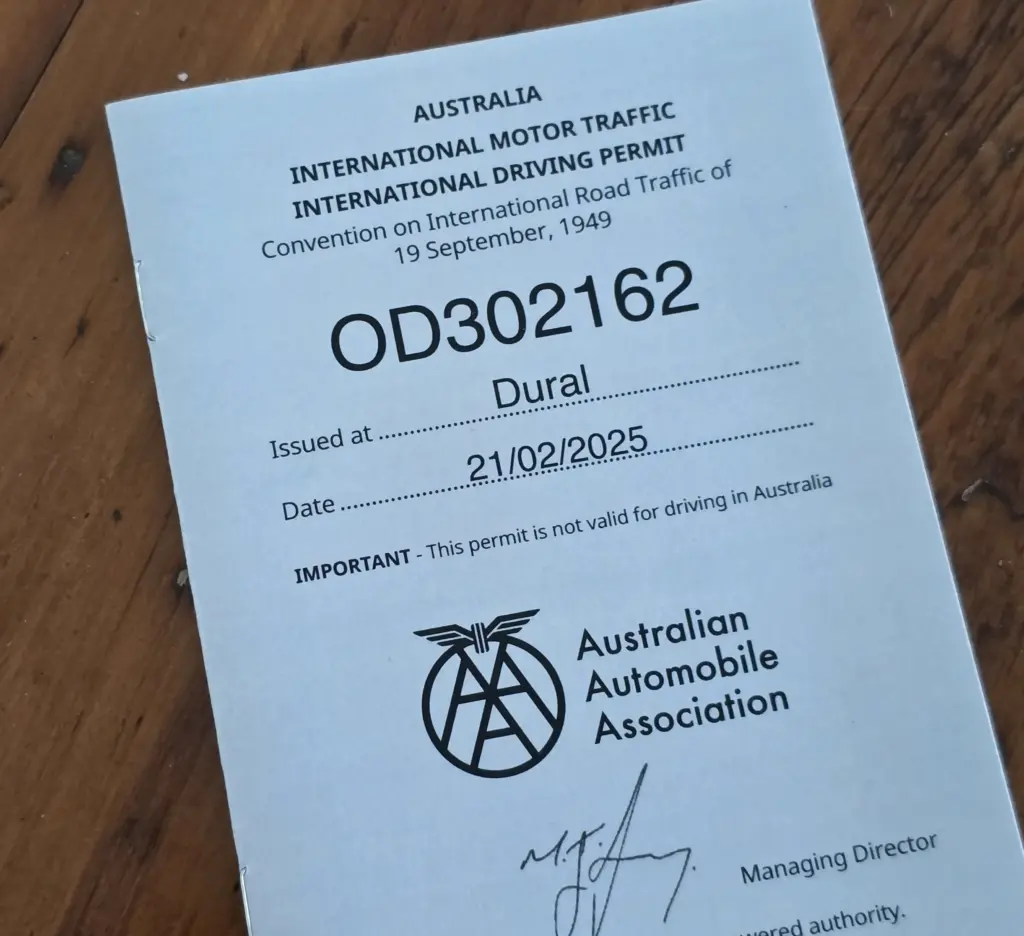 AUSTRALIA
INTERNATIONAL MOTOR TRAFFIC
INTERNATIONAL DRIVING PERMIT
Convention on International Road Traffic of
19 September, 1949
OD302162
Issued at Dural
Date 21/02/2025
IMPORTANT - This permit is not valid for driving in Australia
AAA
Australian
Automobile
Association
Managing Director
authority.